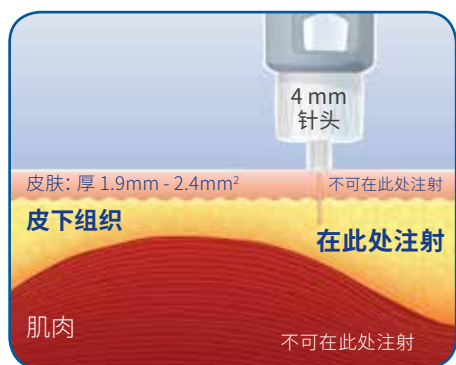 4 mm
针头
皮肤：厚 1.9mm - 2.4mm²
不可在此处注射
皮下组织
在此处注射
肌肉
不可在此处注射